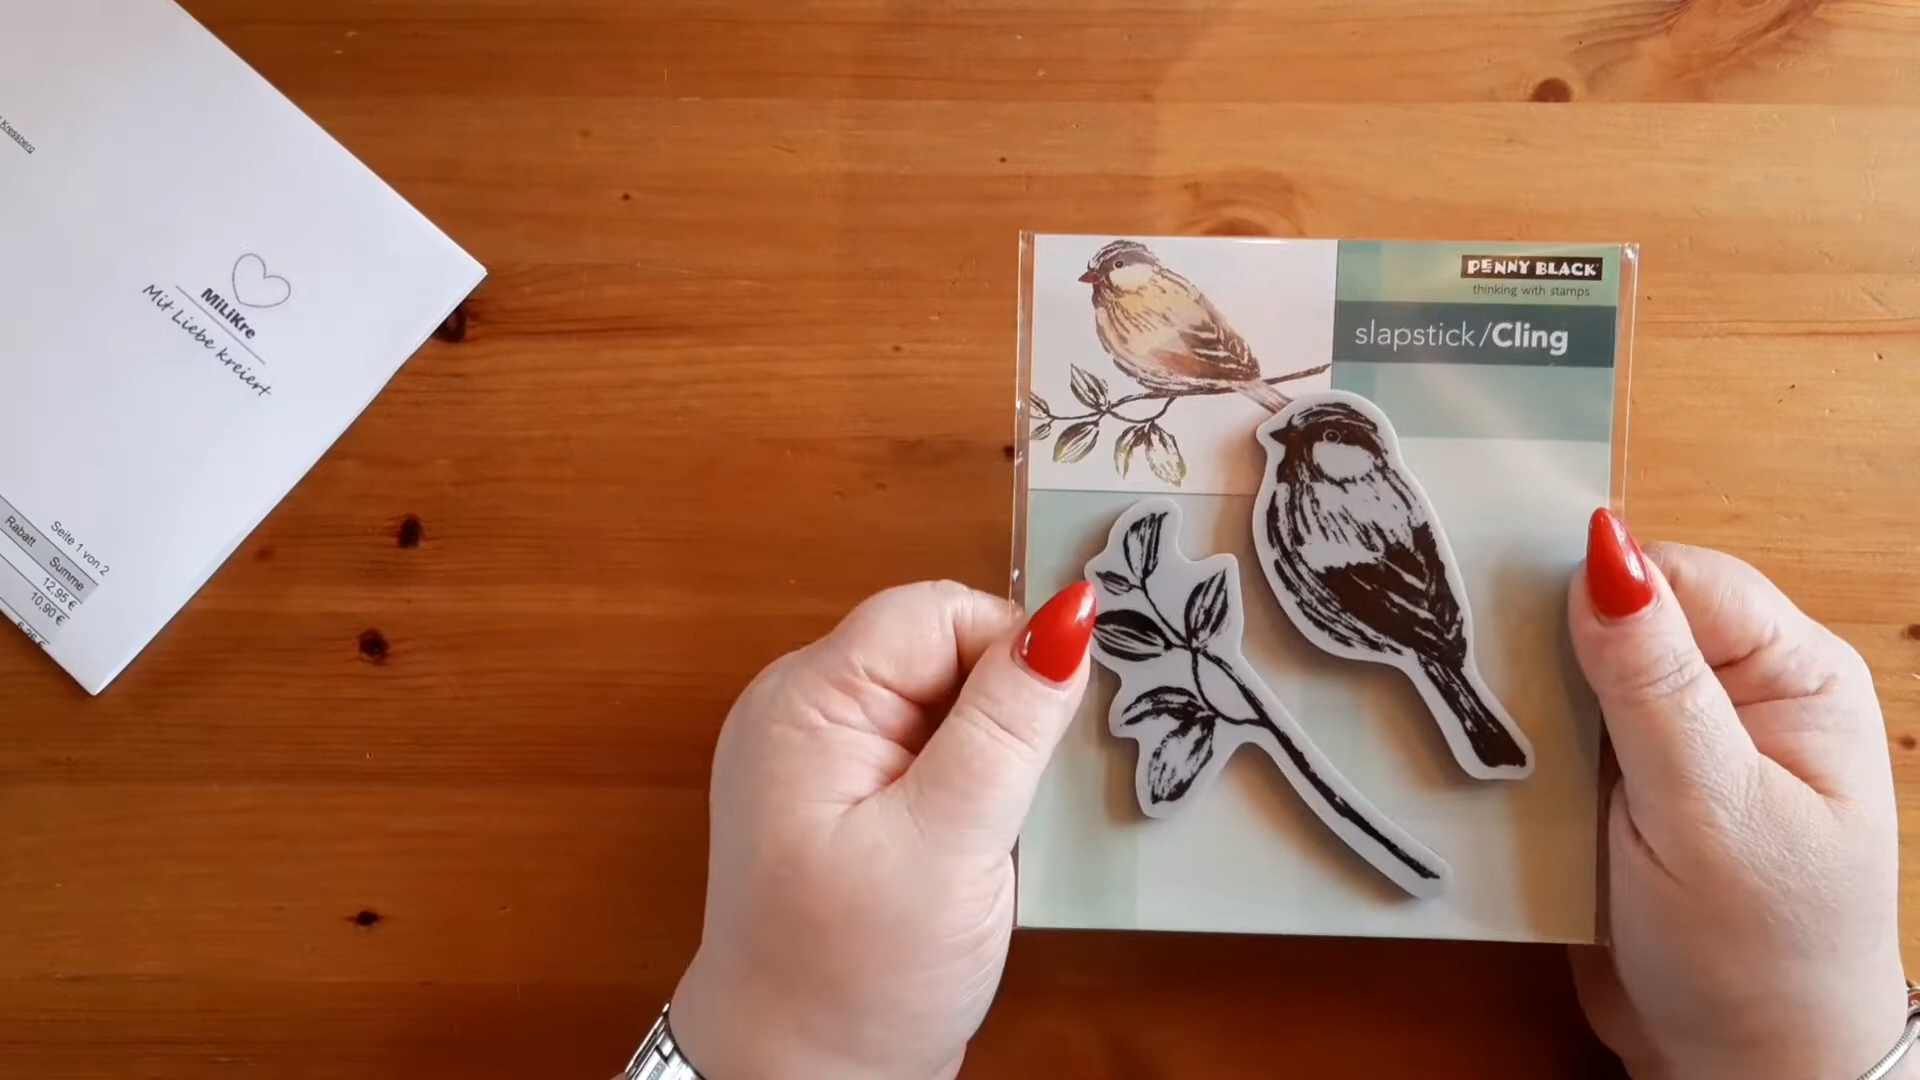 Kressberg
MiLiKre
Mit Liebe kreiert
Seite 1 von 2
Rabatt Summe
12,95 €
10,90 €
PENNY BLACK
thinking with stamps
slapstick/Cling